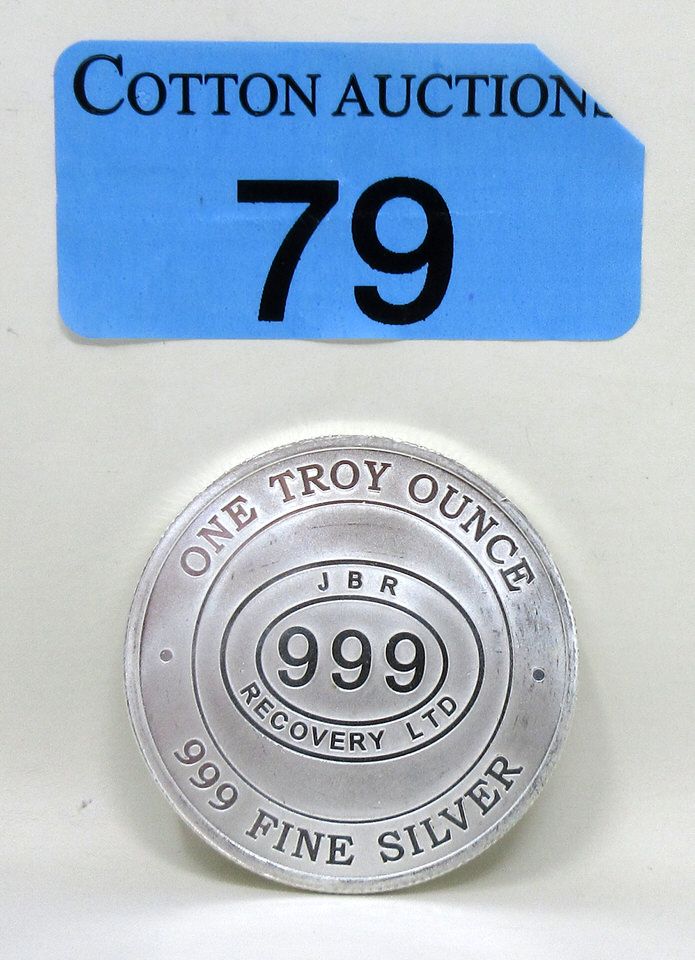 COTTON AUCTIONS
79
ONE TROY OUNCE
JBR
999
RECOVERY LTD
999 FINE SILVER